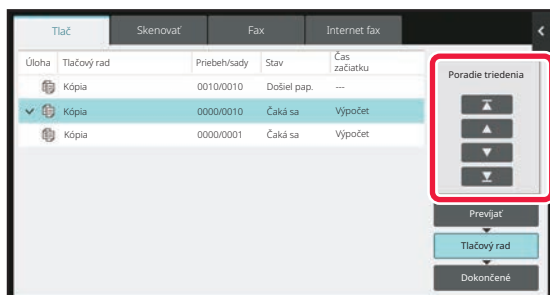 Tlač Skenovať Fax Internet fax
Úloha Tlačový rad Priebeh/sady Stav Čas začiatku
Kópia 0010/0010 Došiel pap. ---
Kópia 0000/0010 Čaká sa Výpočet
Kópia 0000/0001 Čaká sa Výpočet
Poradie triedenia
Prevíjať
Tlačový rad
Dokončené